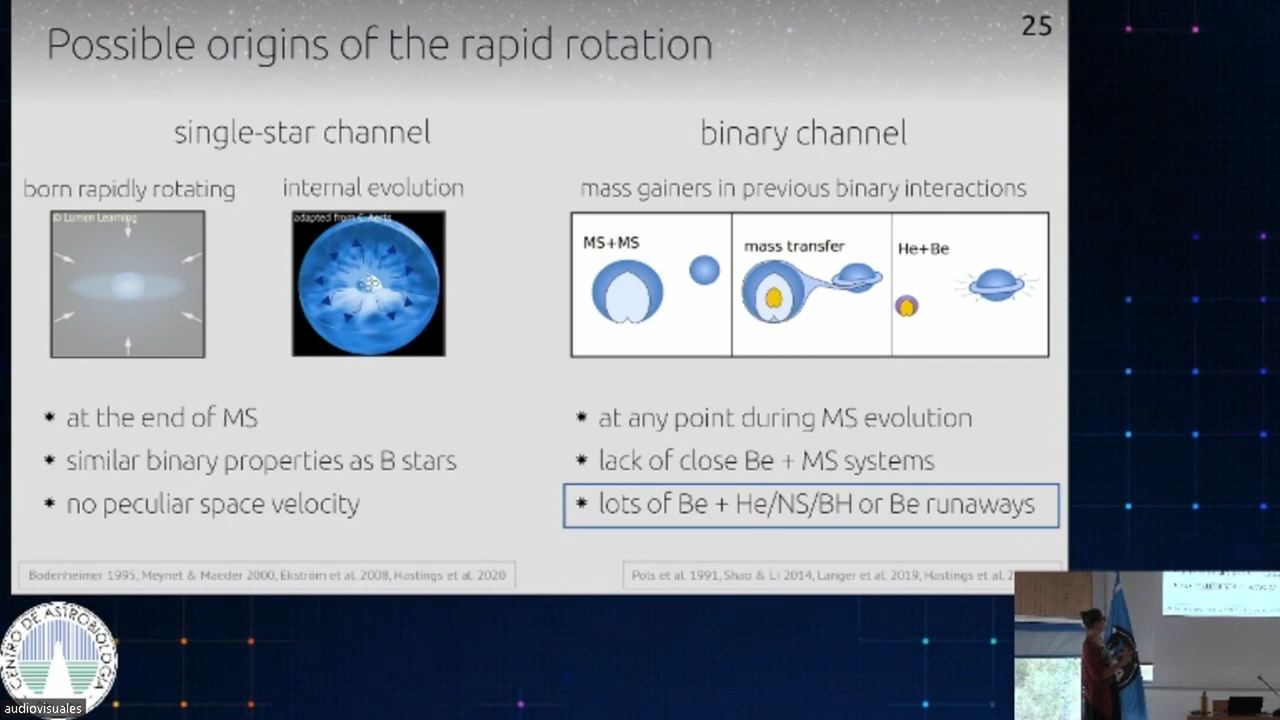 25
Possible origins of the rapid rotation
single-star channel
binary channel
born rapidly rotating
internal evolution
mass gainers in previous binary interactions
© Lumen Learning
adapted from C. Aerts
MS+MS
mass transfer
He+Be
* at the end of MS
* similar binary properties as B stars
* no peculiar space velocity
* at any point during MS evolution
* lack of close Be + MS systems
* lots of Be + He/NS/BH or Be runaways
Bodenheimer 1995, Meynet & Maeder 2000, Ekström et al. 2008, Hastings et al. 2020
Pols et al. 1991, Shao & Li 2014, Langer et al. 2019, Hastings et al.
CENTRO DE ASTROBIOLOGÍA
audiovisuales